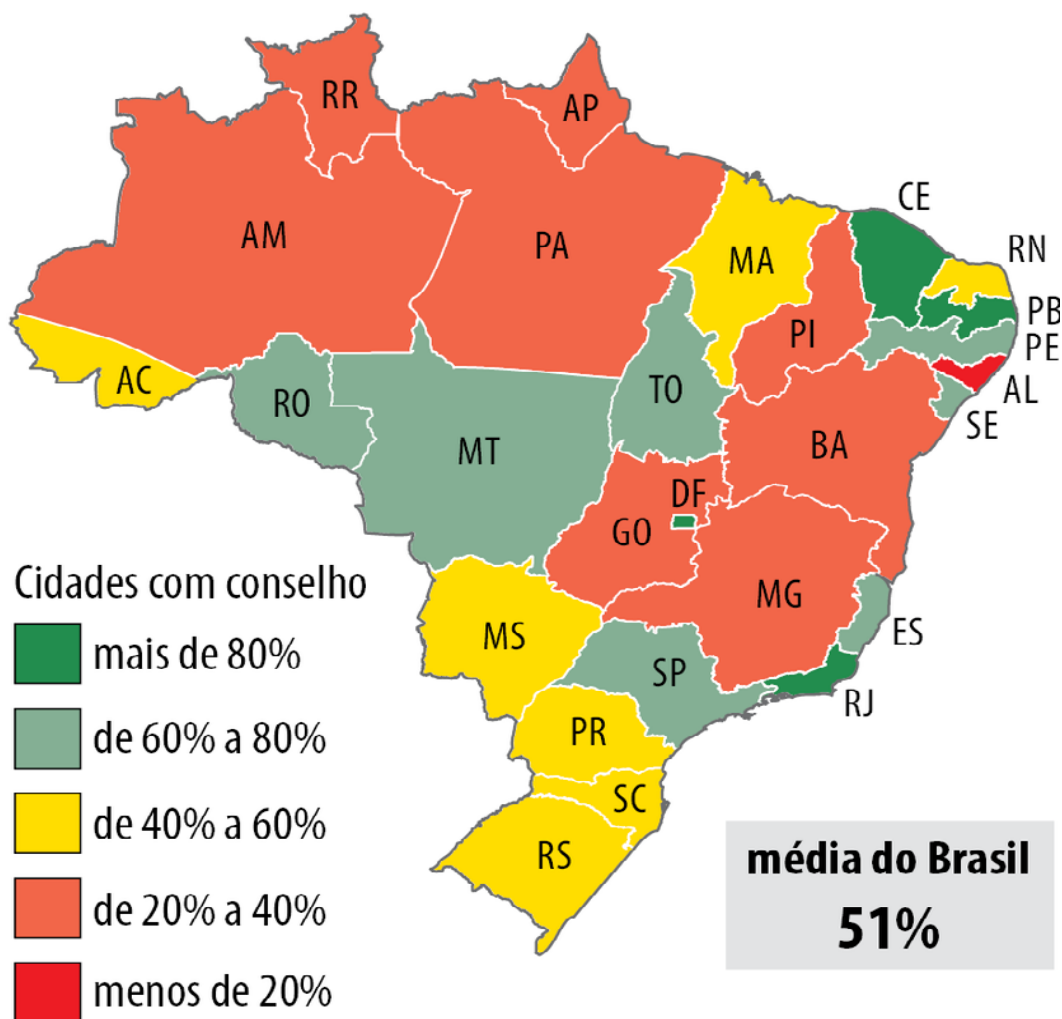 RR
AP
AM
PA
MA
CE
RN
PB
PE
AL
SE
PI
AC
RO
TO
MT
BA
DF
GO
MG
ES
MS
SP
RJ
PR
SC
RS
Cidades com conselho
mais de 80%
de 60% a 80%
de 40% a 60%
de 20% a 40%
menos de 20%
média do Brasil
51%